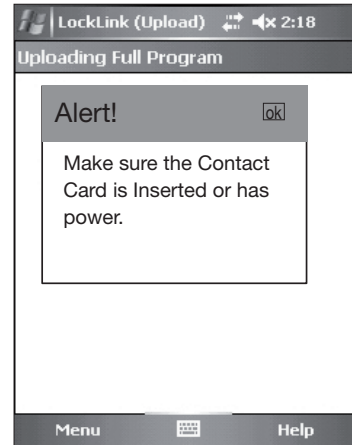 LockLink (Upload) 2:18
Uploading Full Program
Alert! ok
Make sure the Contact
Card is Inserted or has
power.
Menu Help